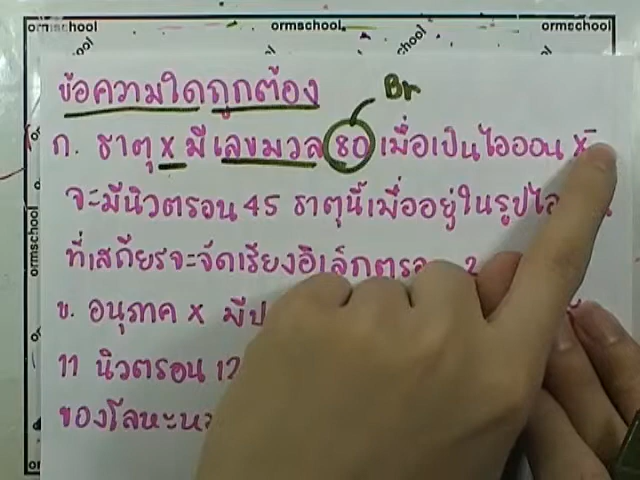 ormschool ormschool ormschool
ormschool ormschool
ข้อความใดถูกต้อง Br
ก. ธาตุ X มีเลขมวล 80 เมื่อเป็นไอออน X⁻
จะมีนิวตรอน 45 ธาตุนี้เมื่ออยู่ในรูป
ที่เสถียรจะจัดเรียงอิเล็กตรอน
ormschool
ข. อนุภาค X มี
11 นิวตรอน 12
ของโลหะ
ormschool